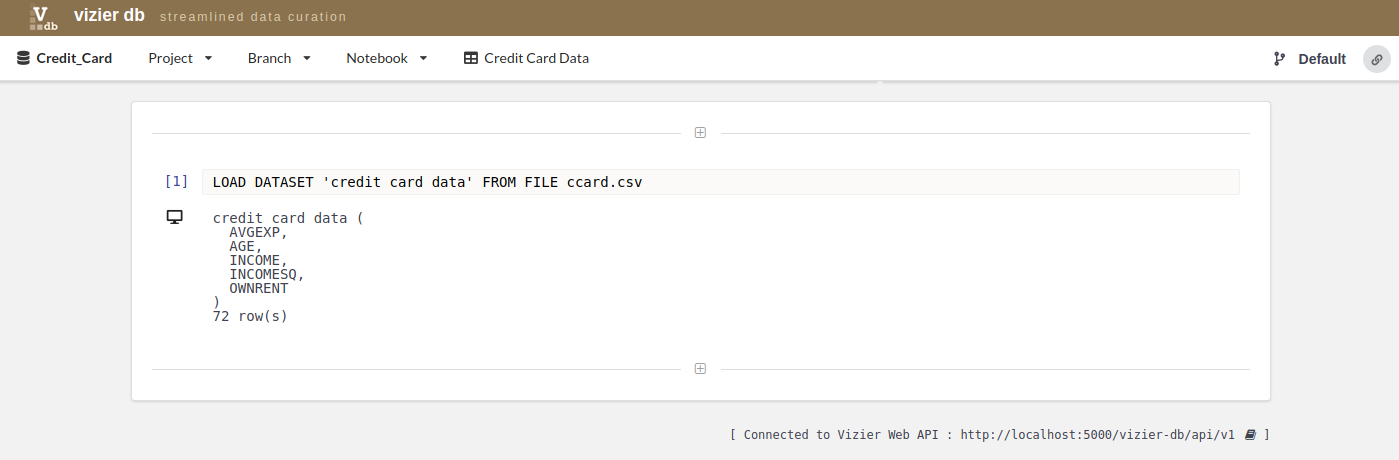 V db vizier db streamlined data curation
Credit_Card Project Branch Notebook Credit Card Data Default
[1] LOAD DATASET 'credit card data' FROM FILE ccard.csv
credit card data (
AVGEXP,
AGE,
INCOME,
INCOMESQ,
OWNRENT
)
72 row(s)
[ Connected to Vizier Web API : http://localhost:5000/vizier-db/api/v1 ]